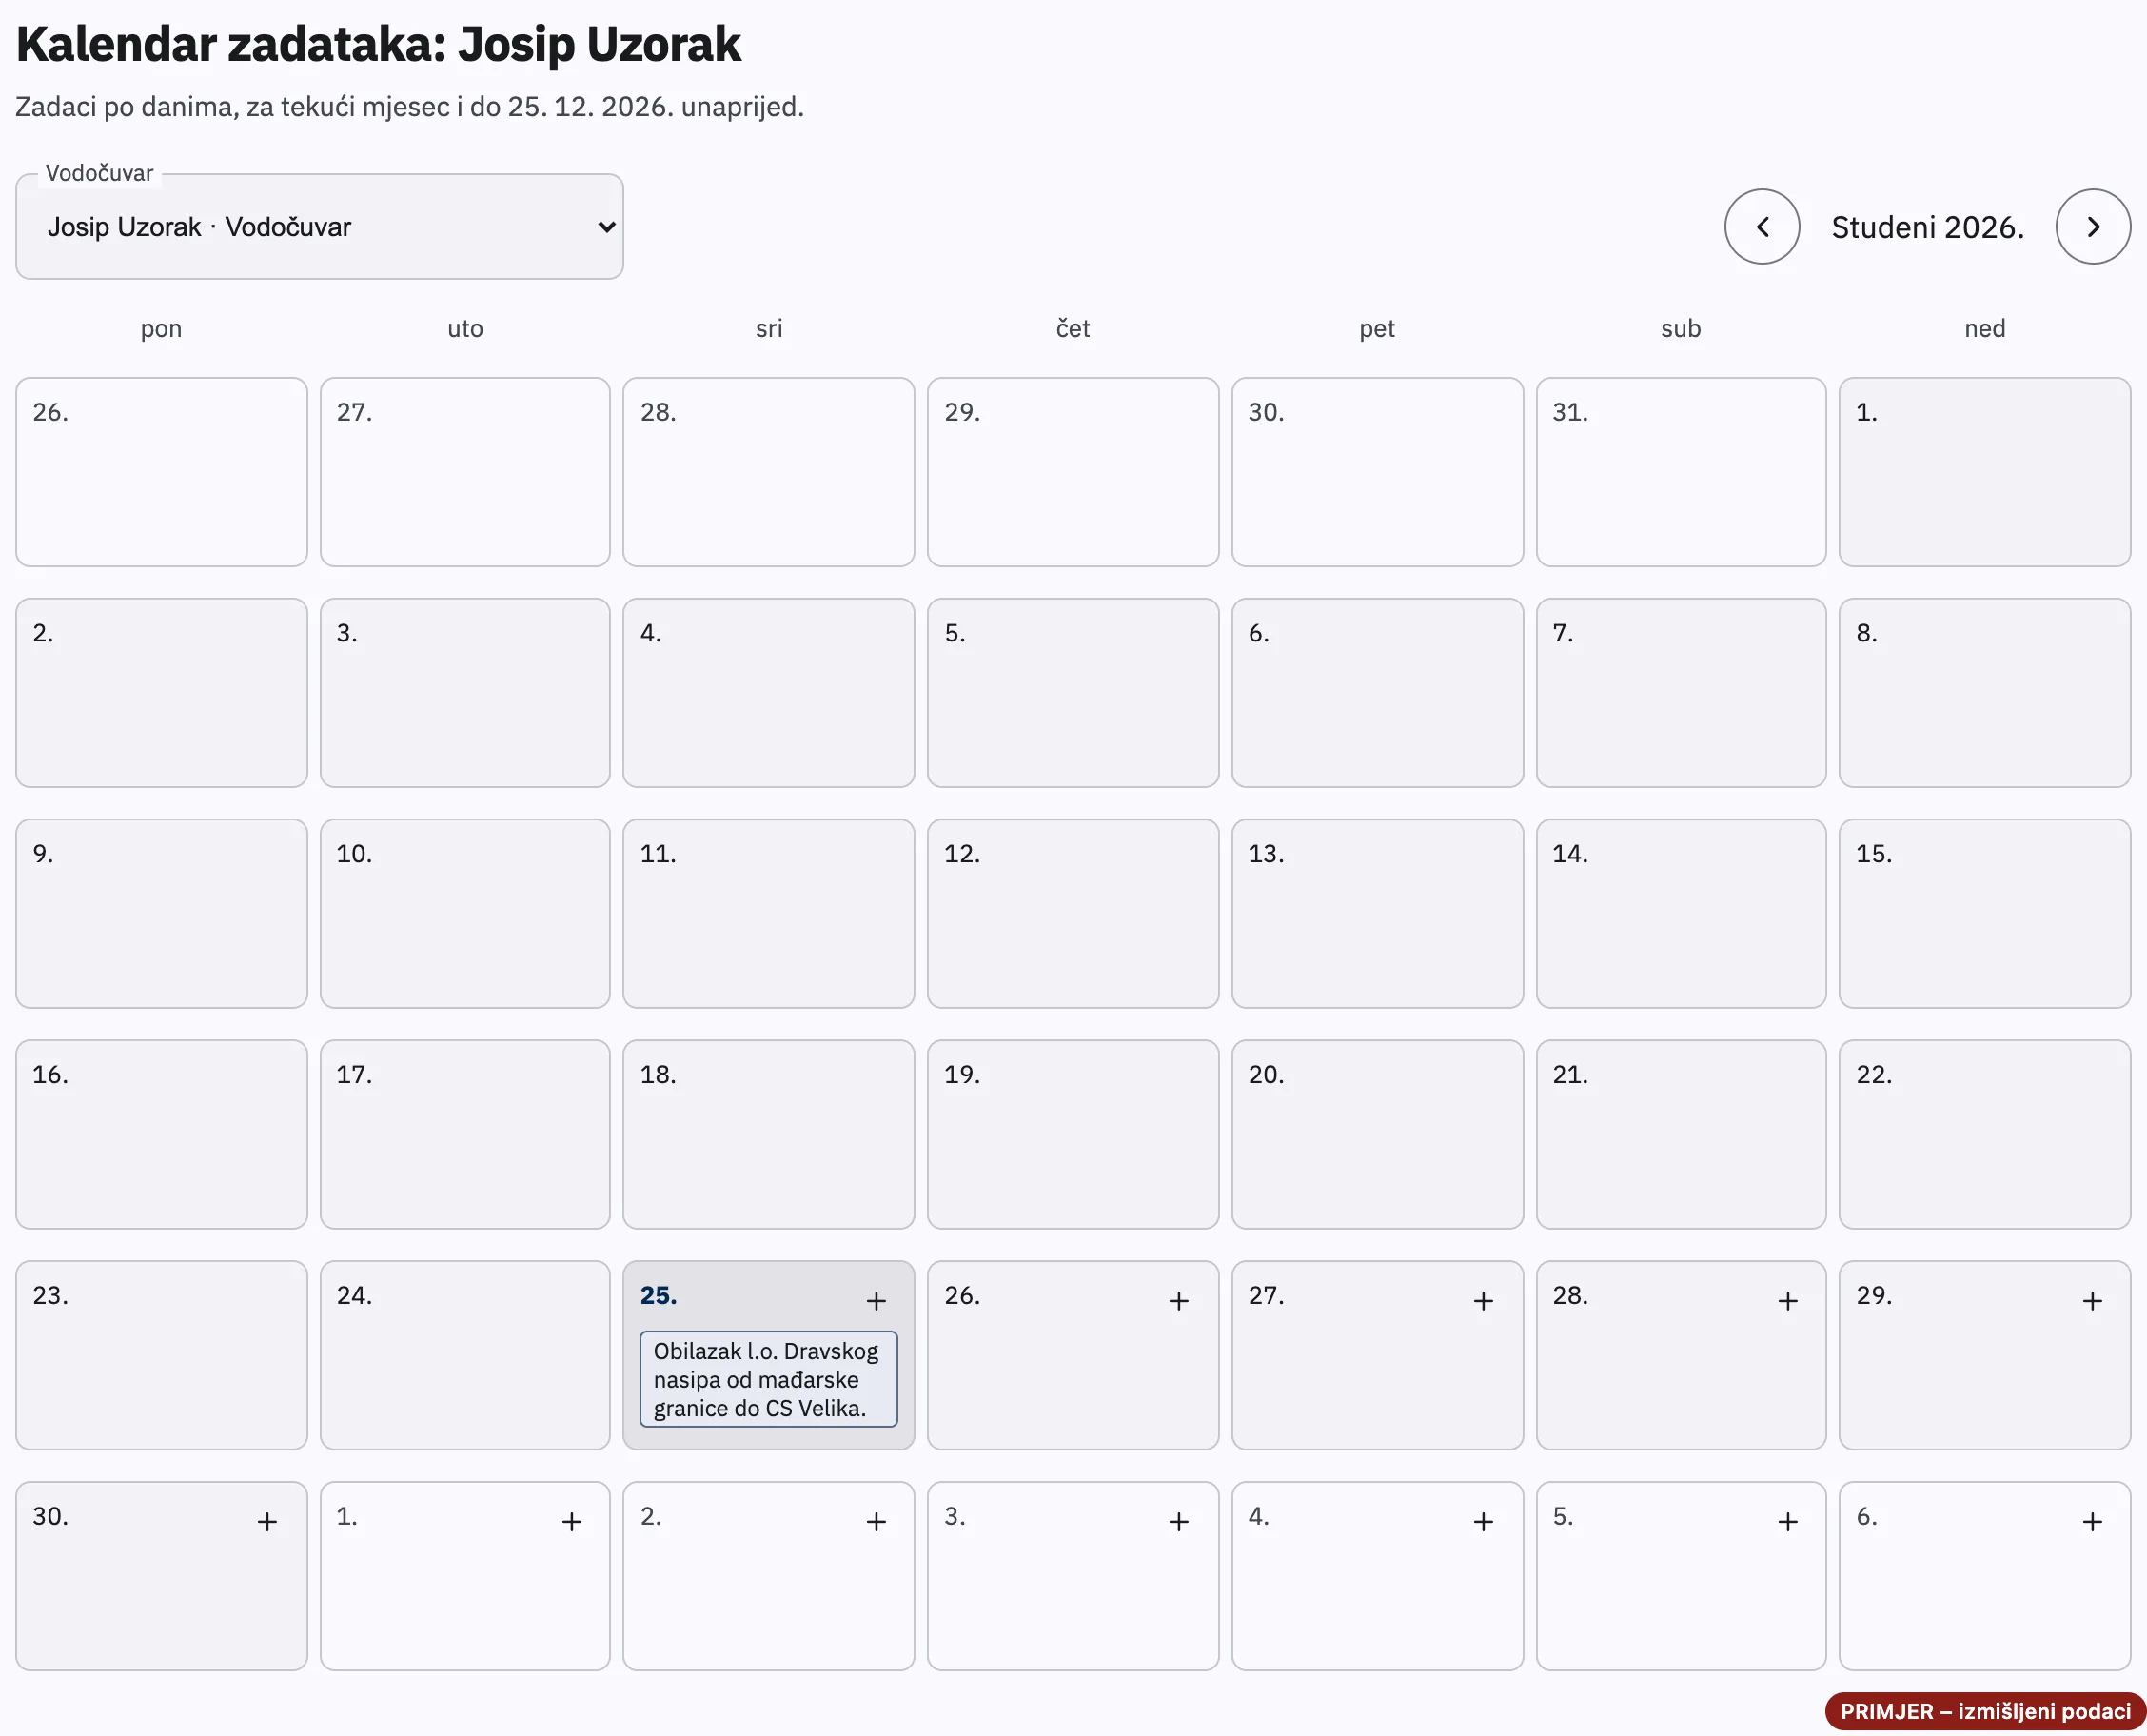 Kalendar zadataka: Josip Uzorak
Zadaci po danima, za tekući mjesec i do 25. 12. 2026. unaprijed.
Vodočuvar
Josip Uzorak · Vodočuvar
Studeni 2026.
pon uto sri čet pet sub ned
26. 27. 28. 29. 30. 31. 1.
2. 3. 4. 5. 6. 7. 8.
9. 10. 11. 12. 13. 14. 15.
16. 17. 18. 19. 20. 21. 22.
23. 24. 25. + 26. + 27. + 28. + 29. +
Obilazak l.o. Dravskog
nasipa od mađarske
granice do CS Velika.
30. + 1. + 2. + 3. + 4. + 5. + 6. +
PRIMJER – izmišljeni podaci